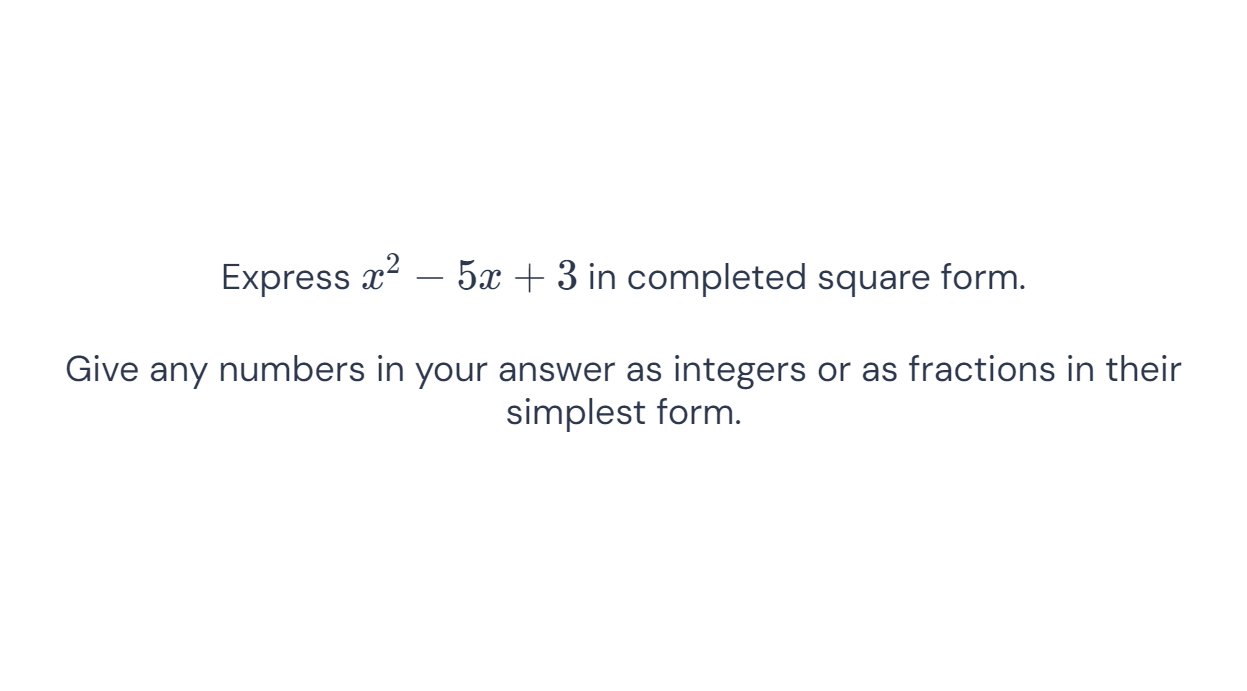 Express x² − 5x + 3 in completed square form.
Give any numbers in your answer as integers or as fractions in their
simplest form.